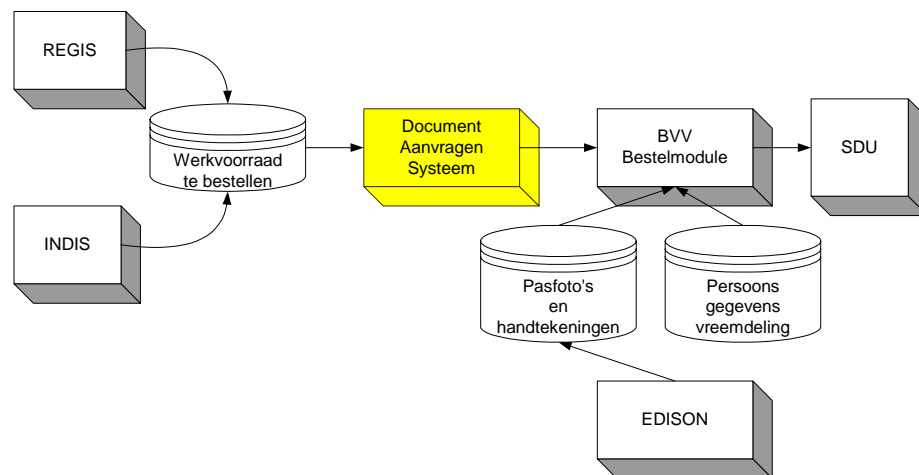 REGIS
Werkvoorraad
te bestellen
Document
Aanvragen
Systeem
BVV
Bestelmodule
SDU
INDIS
Pasfoto's
en
handtekeningen
Persoons
gegevens
vreemdeling
EDISON